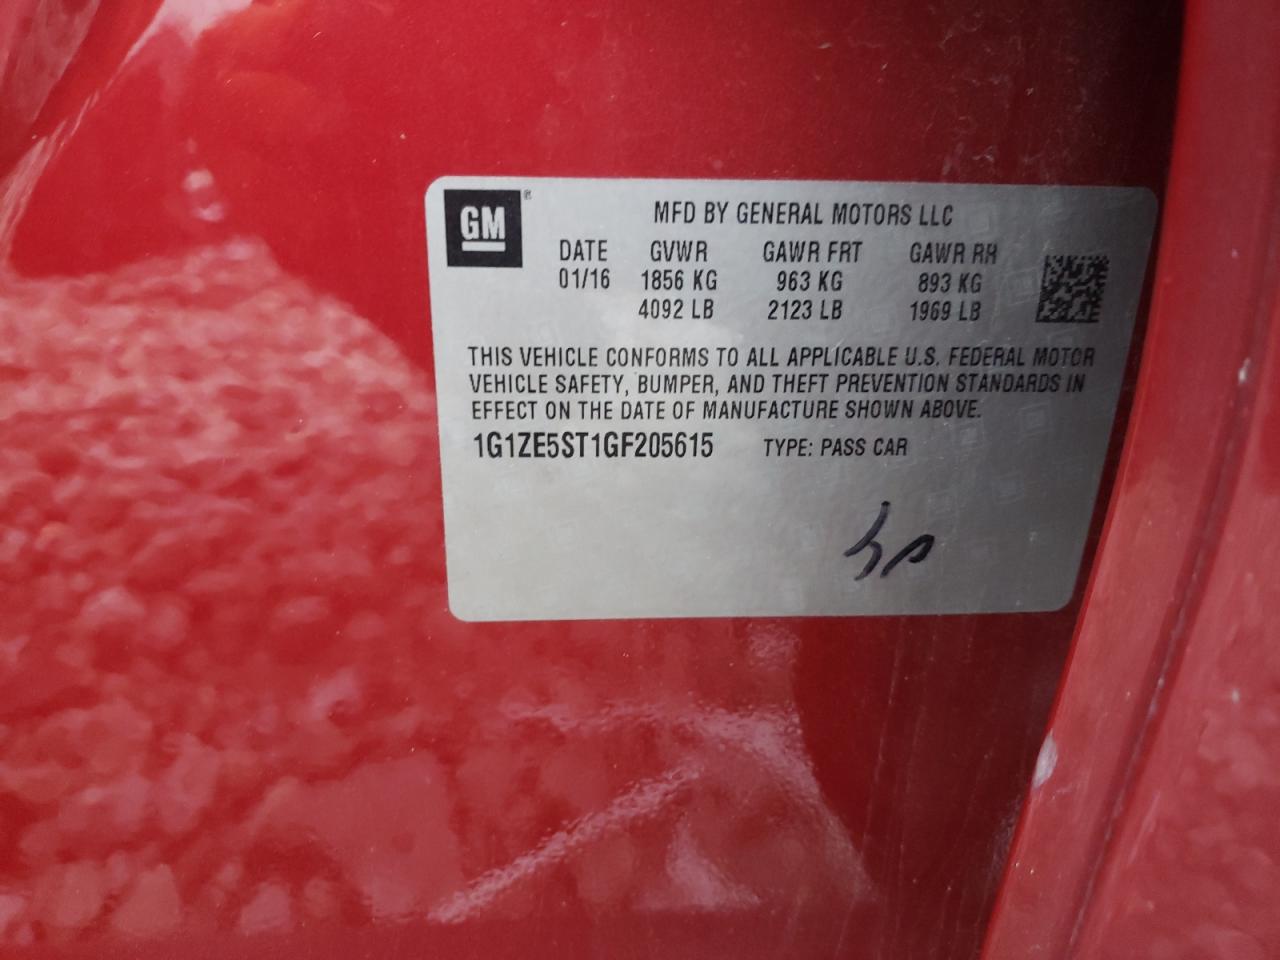 GM®
MFD BY GENERAL MOTORS LLC
DATE GVWR GAWR FRT GAWR RR
01/16 1856 KG 963 KG 893 KG
4092 LB 2123 LB 1969 LB
THIS VEHICLE CONFORMS TO ALL APPLICABLE U.S. FEDERAL MOTOR
VEHICLE SAFETY, BUMPER, AND THEFT PREVENTION STANDARDS IN
EFFECT ON THE DATE OF MANUFACTURE SHOWN ABOVE.
1G1ZE5ST1GF205615 TYPE: PASS CAR